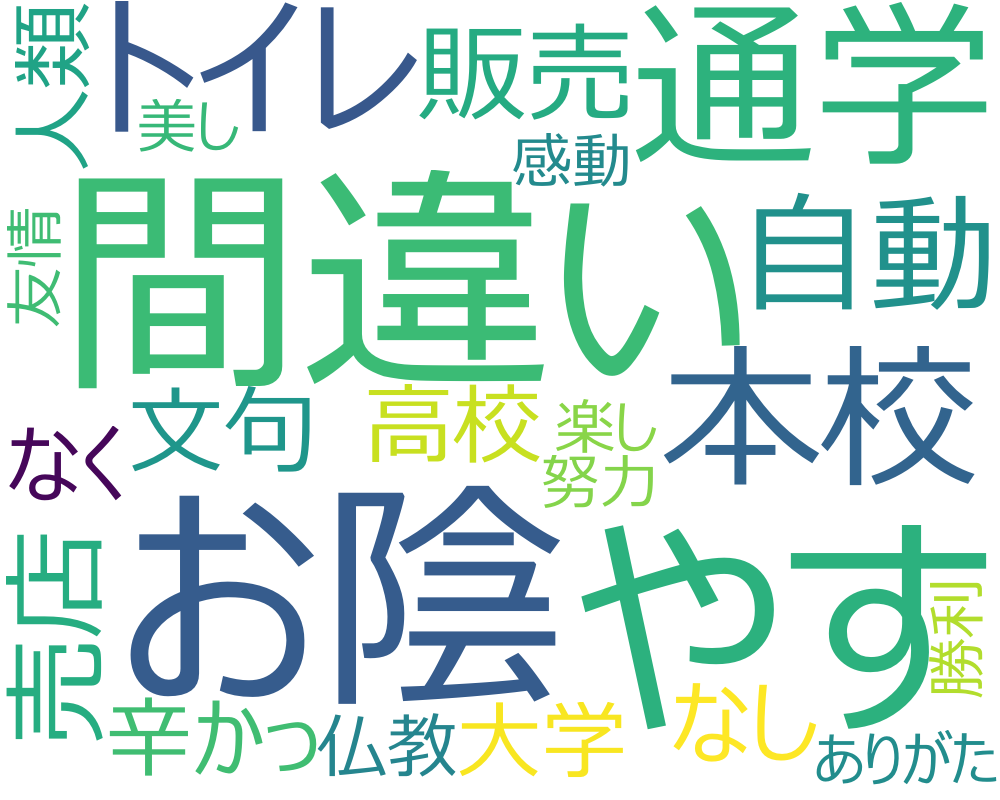 人類
トイレ
販売
通学
美し
感動
友情
間違い
自動
文句
高校
楽し
本校
なく
努力
売店
お陰
やす
勝利
辛かっ
仏教
大学
なし
ありがた